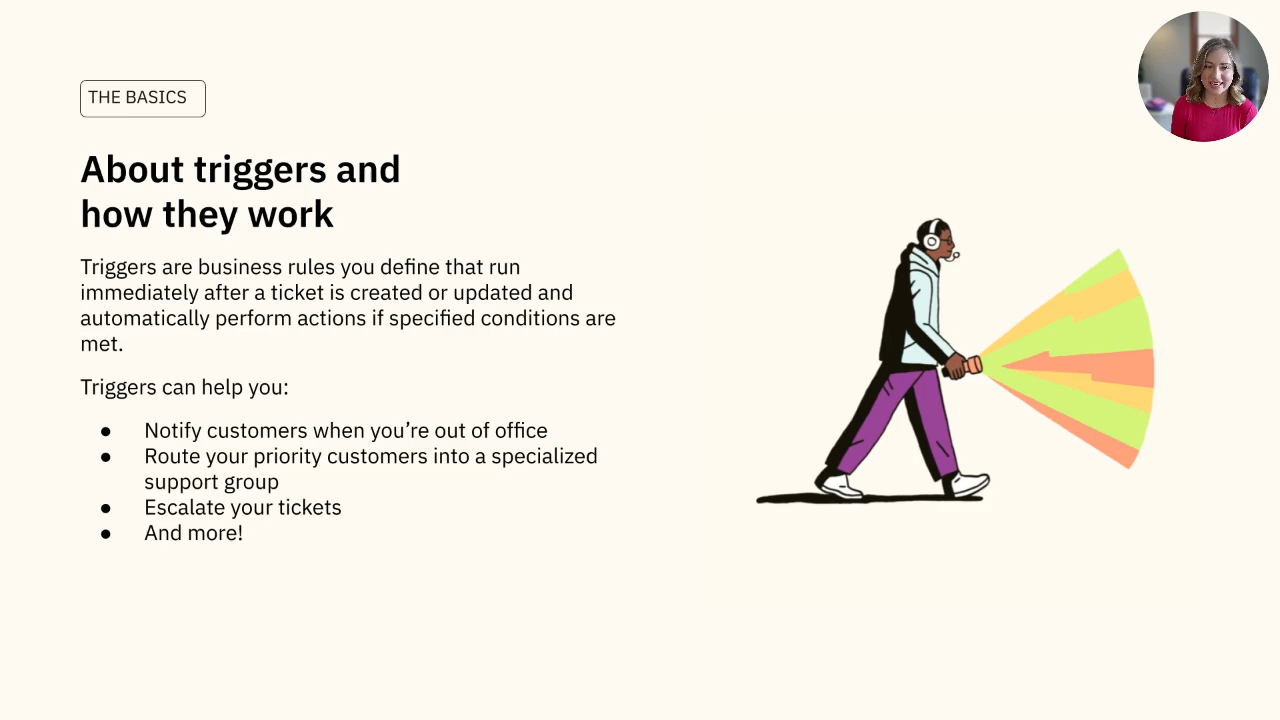 THE BASICS
About triggers and
how they work
Triggers are business rules you define that run
immediately after a ticket is created or updated and
automatically perform actions if specified conditions are
met.
Triggers can help you:
● Notify customers when you’re out of office
● Route your priority customers into a specialized
support group
● Escalate your tickets
● And more!